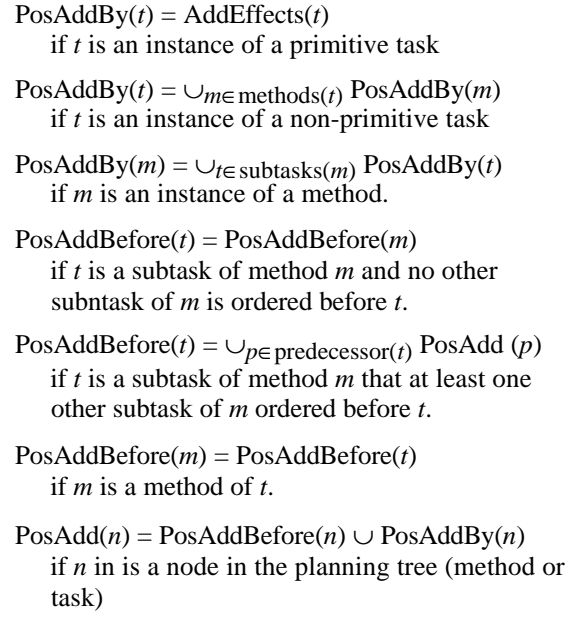 PosAddBy(t) = AddEffects(t)
if t is an instance of a primitive task
PosAddBy(t) = ∪m∈methods(t) PosAddBy(m)
if t is an instance of a non-primitive task
PosAddBy(m) = ∪t∈subtasks(m) PosAddBy(t)
if m is an instance of a method.
PosAddBefore(t) = PosAddBefore(m)
if t is a subtask of method m and no other
subntask of m is ordered before t.
PosAddBefore(t) = ∪p∈predecessor(t) PosAdd (p)
if t is a subtask of method m that at least one
other subtask of m ordered before t.
PosAddBefore(m) = PosAddBefore(t)
if m is a method of t.
PosAdd(n) = PosAddBefore(n) ∪ PosAddBy(n)
if n in is a node in the planning tree (method or
task)